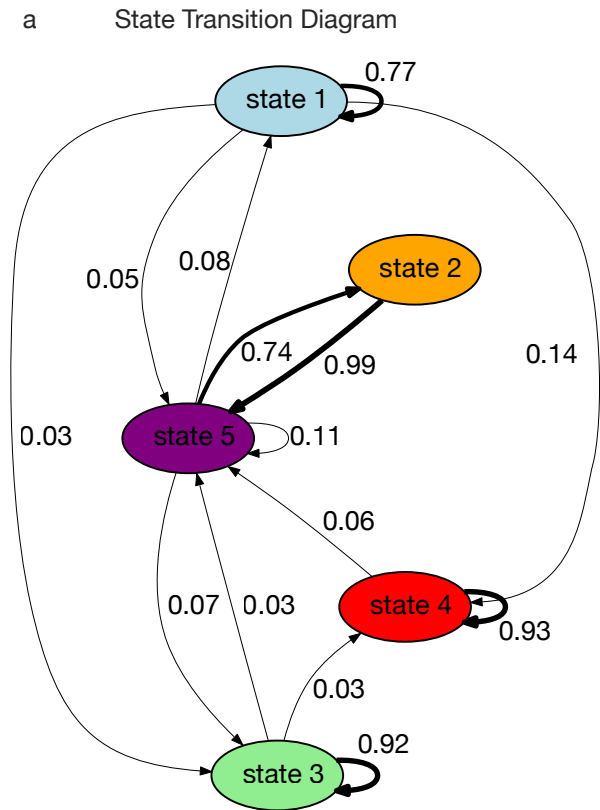 a State Transition Diagram
0.77
state 1
0.05
0.08
state 2
0.74
0.99
0.14
0.03
state 5
0.11
0.06
0.07
0.03
state 4
0.93
0.03
0.92
state 3